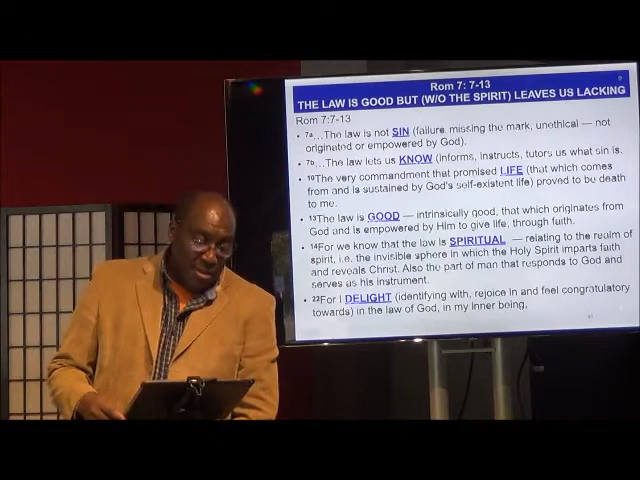 Rom 7: 7-13
THE LAW IS GOOD BUT (W/O THE SPIRIT) LEAVES US LACKING
Rom 7:7-13
• 7a…The law is not SIN (failure, missing the mark, unethical — not
originated or empowered by God).
• 7b…The law lets us KNOW (informs, instructs, tutors us what sin is.
• 10The very commandment that promised LIFE (that which comes
from and is sustained by God's self-existent life) proved to be death
to me.
• 13The law is GOOD — intrinsically good, that which originates from
God and is empowered by Him to give life, through faith.
• 14For we know that the law is SPIRITUAL — relating to the realm of
spirit, i.e. the invisible sphere in which the Holy Spirit imparts faith
and reveals Christ. Also the part of man that responds to God and
serves as his instrument.
• 22For I DELIGHT (identifying with, rejoice in and feel congratulatory
towards) in the law of God, in my inner being,